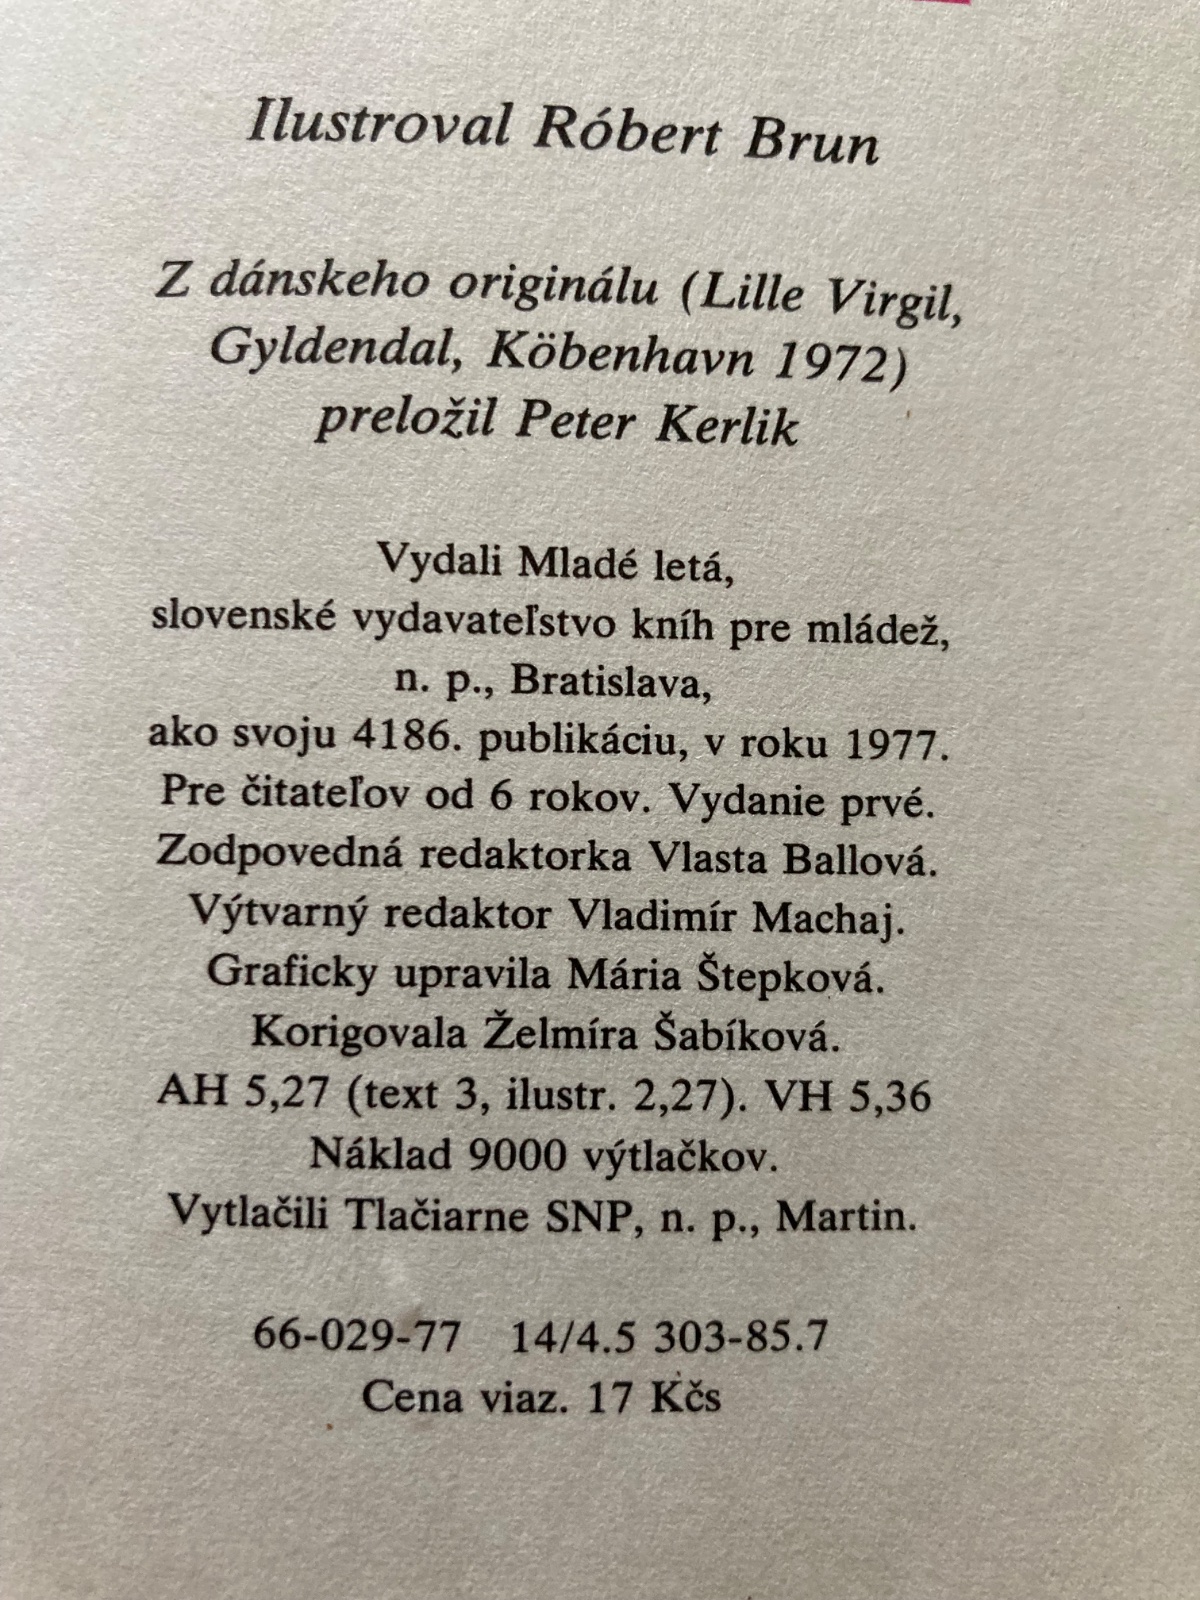 Ilustroval Róbert Brun
Z dánskeho originálu (Lille Virgil,
Gyldendal, Köbenhavn 1972)
preložil Peter Kerlik
Vydali Mladé letá,
slovenské vydavateľstvo kníh pre mládež,
n. p., Bratislava,
ako svoju 4186. publikáciu, v roku 1977.
Pre čitateľov od 6 rokov. Vydanie prvé.
Zodpovedná redaktorka Vlasta Ballová.
Výtvarný redaktor Vladimír Machaj.
Graficky upravila Mária Štepková.
Korigovala Želmíra Šabíková.
AH 5,27 (text 3, ilustr. 2,27). VH 5,36
Náklad 9000 výtlačkov.
Vytlačili Tlačiarne SNP, n. p., Martin.
66-029-77 14/4.5 303-85.7
Cena viaz. 17 Kčs